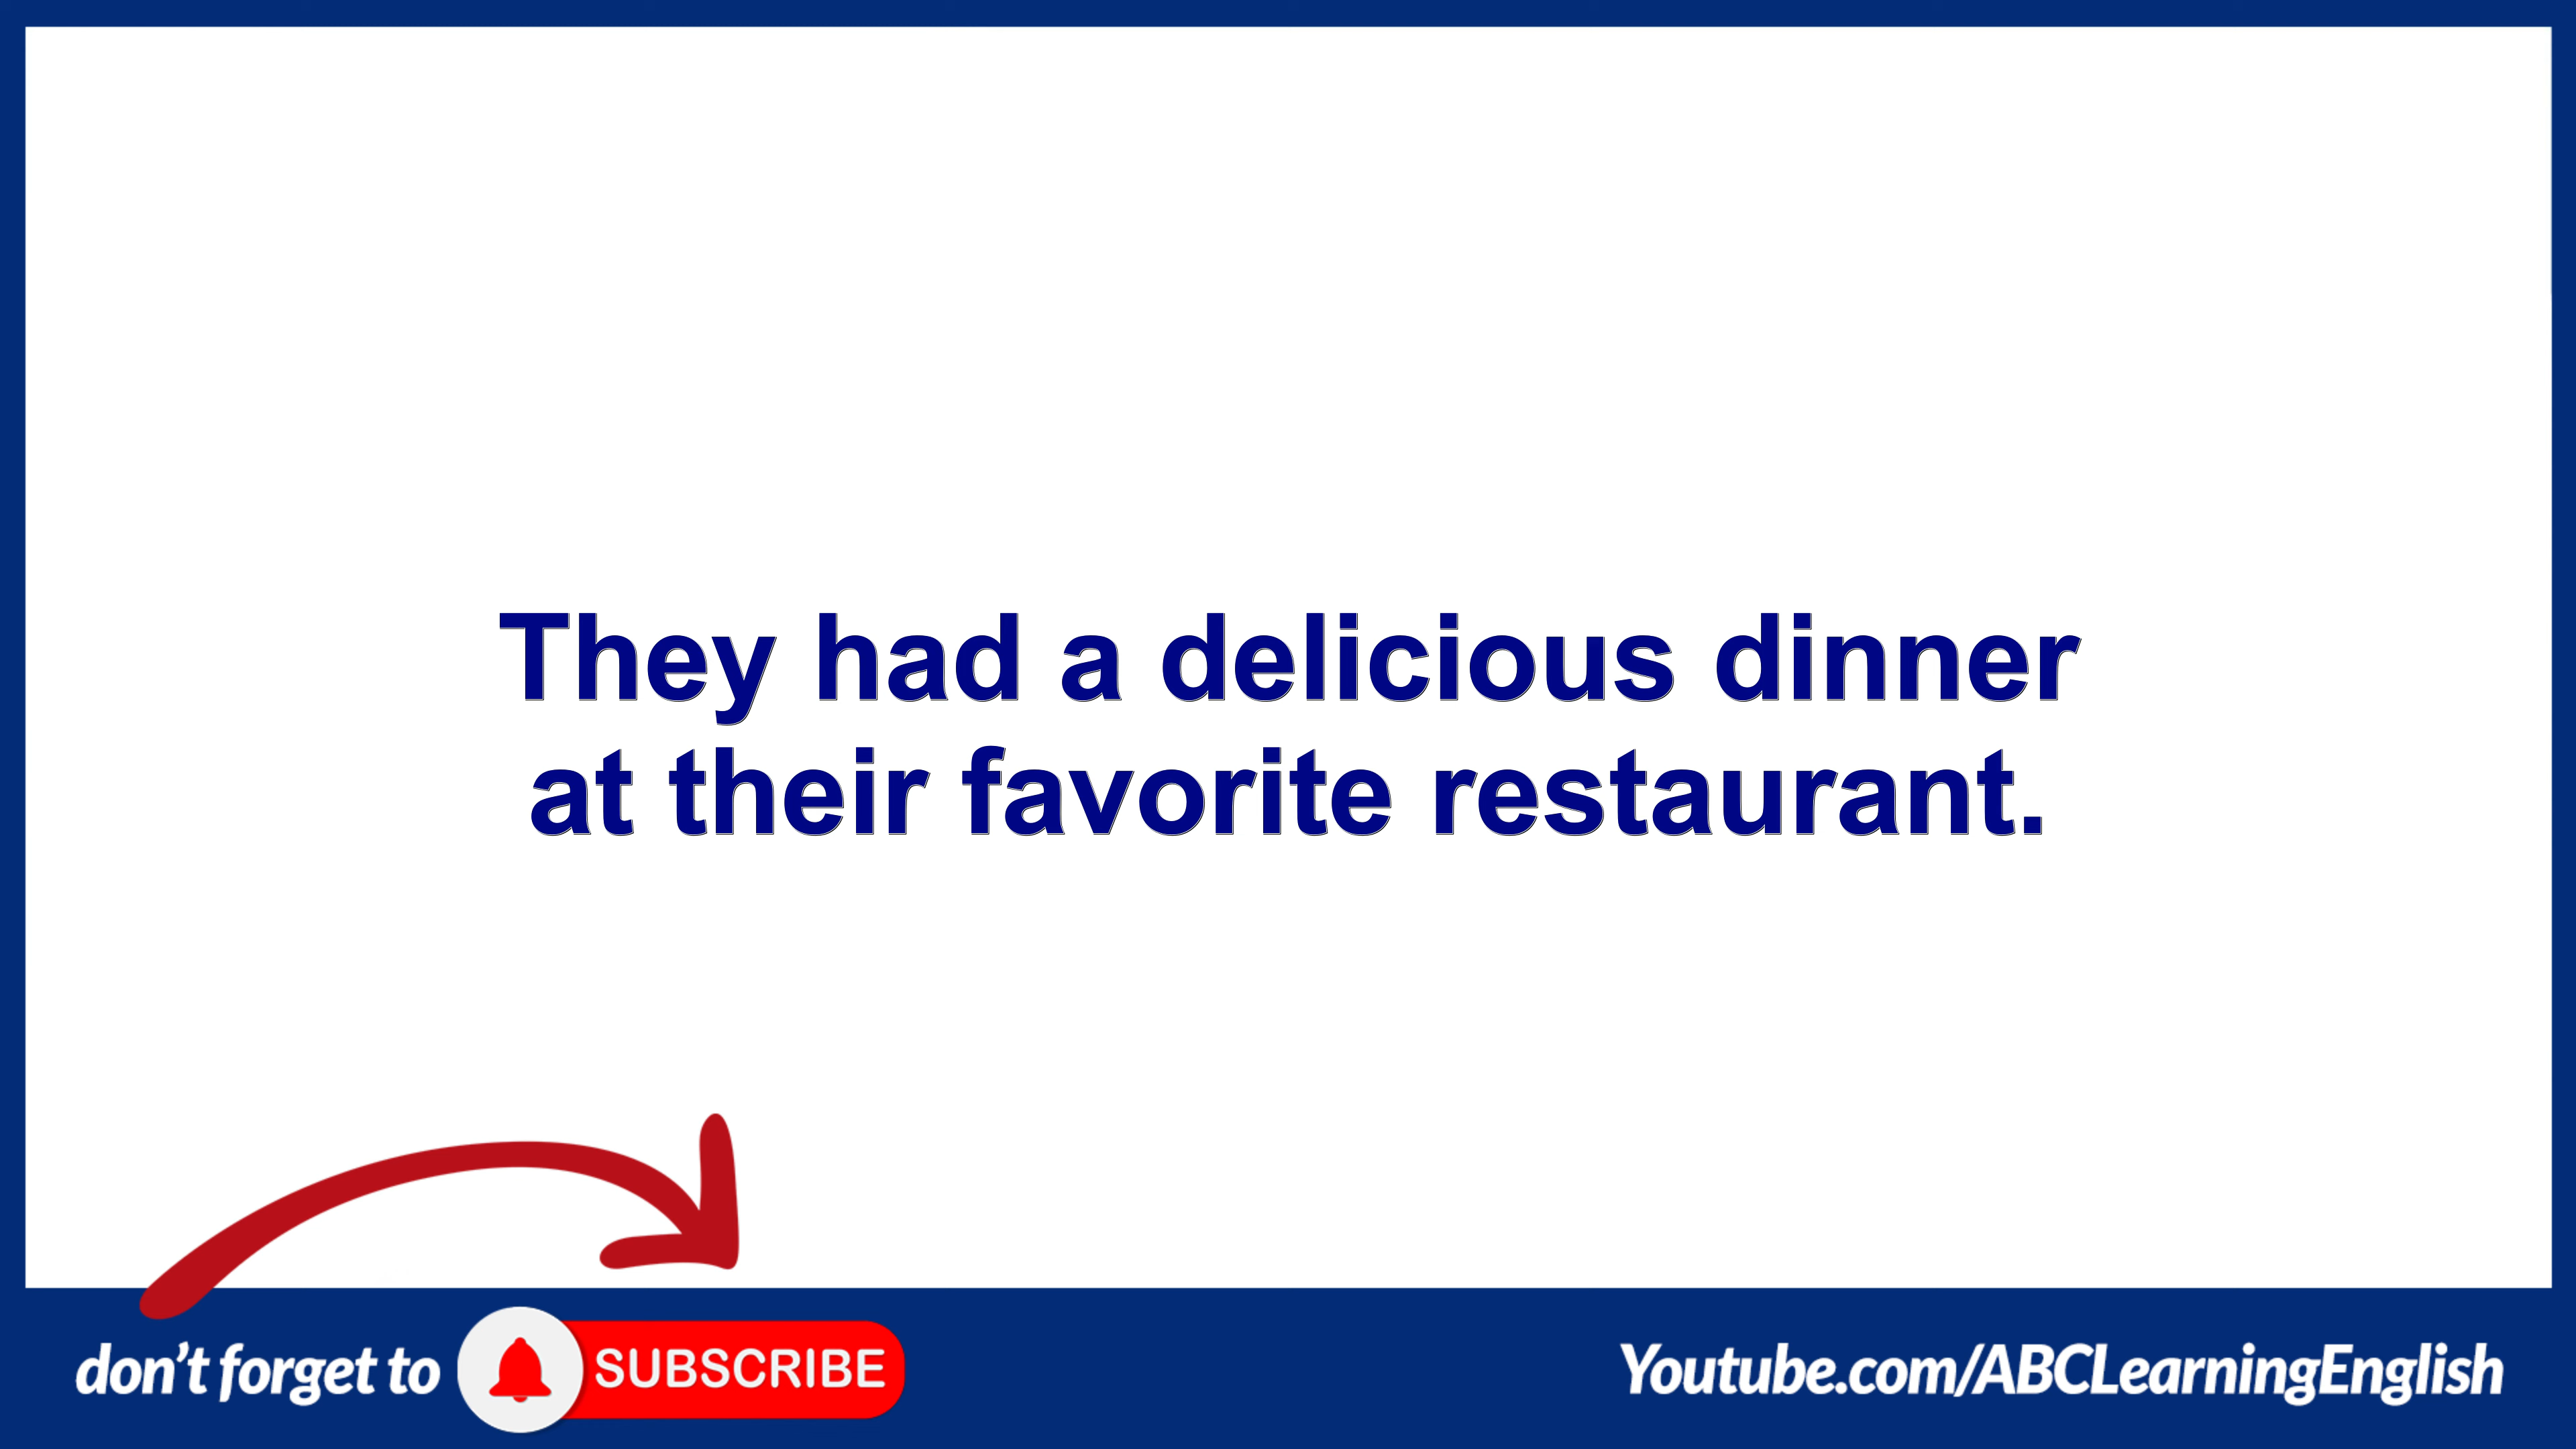 They had a delicious dinner
at their favorite restaurant.
don't forget to SUBSCRIBE
Youtube.com/ABCLearningEnglish